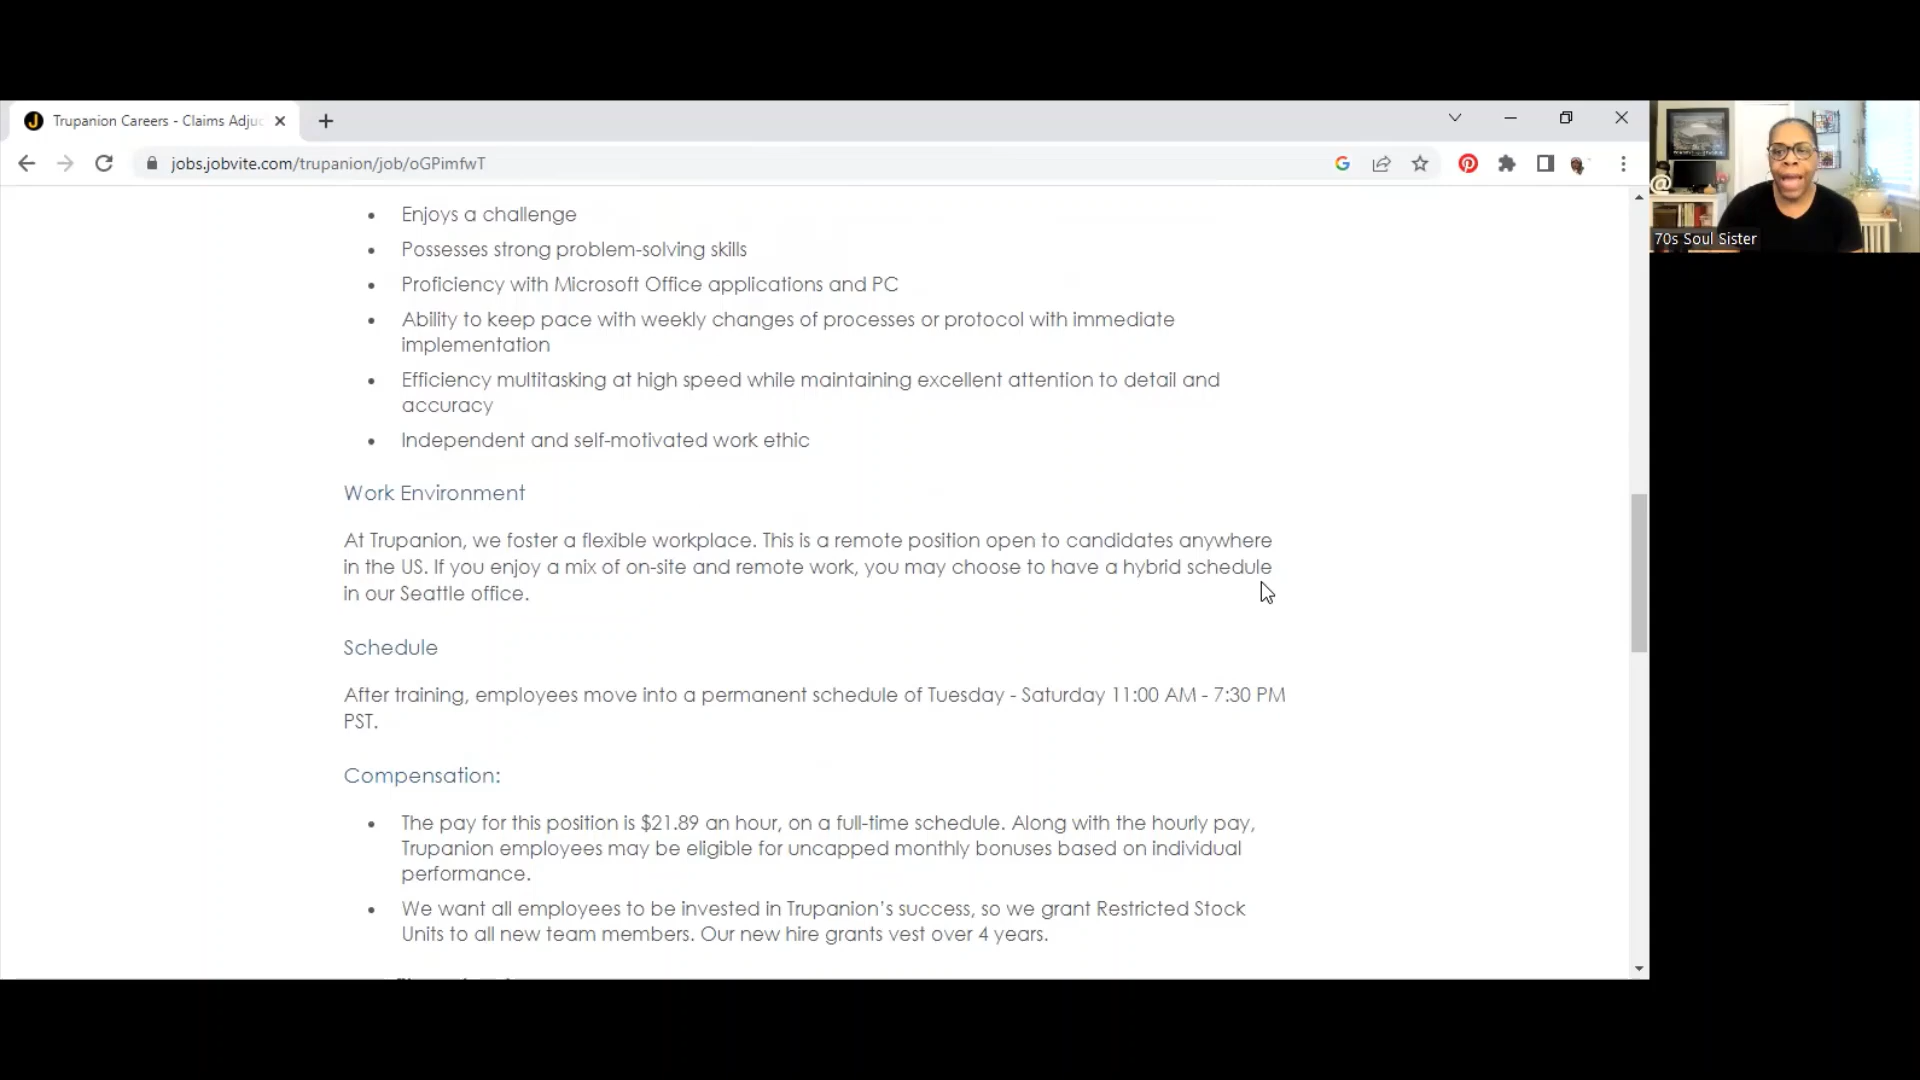 Trupanion Careers - Claims Adju
jobs.jobvite.com/trupanion/job/oGPimfwT
70s Soul Sister
• Enjoys a challenge
• Possesses strong problem-solving skills
• Proficiency with Microsoft Office applications and PC
• Ability to keep pace with weekly changes of processes or protocol with immediate
implementation
• Efficiency multitasking at high speed while maintaining excellent attention to detail and
accuracy
• Independent and self-motivated work ethic
Work Environment
At Trupanion, we foster a flexible workplace. This is a remote position open to candidates anywhere
in the US. If you enjoy a mix of on-site and remote work, you may choose to have a hybrid schedule
in our Seattle office.
Schedule
After training, employees move into a permanent schedule of Tuesday - Saturday 11:00 AM - 7:30 PM
PST.
Compensation:
• The pay for this position is $21.89 an hour, on a full-time schedule. Along with the hourly pay,
Trupanion employees may be eligible for uncapped monthly bonuses based on individual
performance.
• We want all employees to be invested in Trupanion’s success, so we grant Restricted Stock
Units to all new team members. Our new hire grants vest over 4 years.